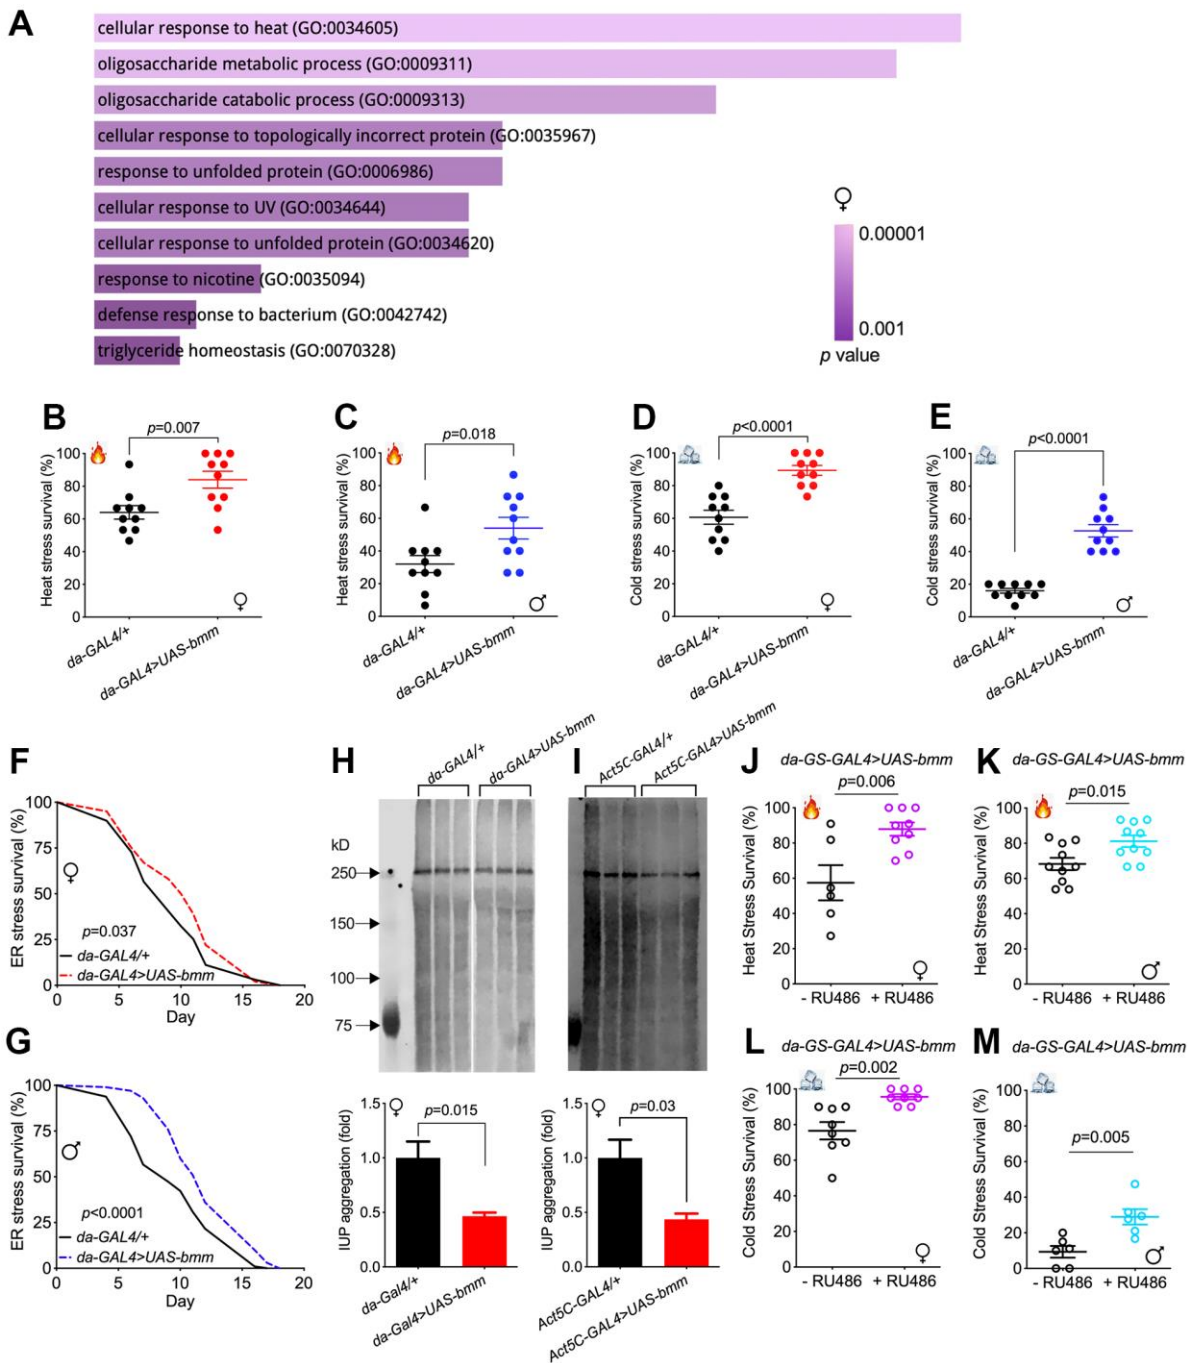 A
cellular response to heat (GO:0034605)
oligosaccharide metabolic process (GO:0009311)
oligosaccharide catabolic process (GO:0009313)
cellular response to topologically incorrect protein (GO:0035967)
response to unfolded protein (GO:0006986)
cellular response to UV (GO:0034644)
cellular response to unfolded protein (GO:0034620)
response to nicotine (GO:0035094)
defense response to bacterium (GO:0042742)
triglyceride homeostasis (GO:0070328)
♀
0.00001
0.001
p value
B
p=0.007
Heat stress survival (%)
100
80
60
40
20
0
♀
da-GAL4/+
da-GAL4>UAS-bmm
C
p=0.018
Heat stress survival (%)
100
80
60
40
20
0
♂
da-GAL4/+
da-GAL4>UAS-bmm
D
p<0.0001
Cold stress survival (%)
100
80
60
40
20
0
♀
da-GAL4/+
da-GAL4>UAS-bmm
E
p<0.0001
Cold stress survival (%)
100
80
60
40
20
0
♂
da-GAL4/+
da-GAL4>UAS-bmm
F
ER stress survival (%)
100
75
50
25
0
♀
p=0.037
da-GAL4/+
da-GAL4>UAS-bmm
0 5 10 15 20
Day
G
ER stress survival (%)
100
75
50
25
0
♂
p<0.0001
da-GAL4/+
da-GAL4>UAS-bmm
0 5 10 15 20
Day
H
da-GAL4/+
da-GAL4>UAS-bmm
kD
250
150
100
75
♀
p=0.015
IUP aggregation (fold)
1.0
0.5
0.0
da-Gal4/+
da-Gal4>UAS-bmm
I
Act5C-GAL4/+
Act5C-GAL4>UAS-bmm
♀
p=0.03
IUP aggregation (fold)
1.0
0.5
0.0
Act5C-GAL4/+
Act5C-GAL4>UAS-bmm
J
da-GS-GAL4>UAS-bmm
p=0.006
Heat Stress Survival (%)
100
80
60
40
20
0
♀
- RU486 + RU486
K
da-GS-GAL4>UAS-bmm
p=0.015
Heat Stress Survival (%)
100
80
60
40
20
0
♂
- RU486 + RU486
L
da-GS-GAL4>UAS-bmm
p=0.002
Cold Stress Survival (%)
100
80
60
40
20
0
♀
- RU486 + RU486
M
da-GS-GAL4>UAS-bmm
p=0.005
Cold Stress Survival (%)
100
80
60
40
20
0
♂
- RU486 + RU486